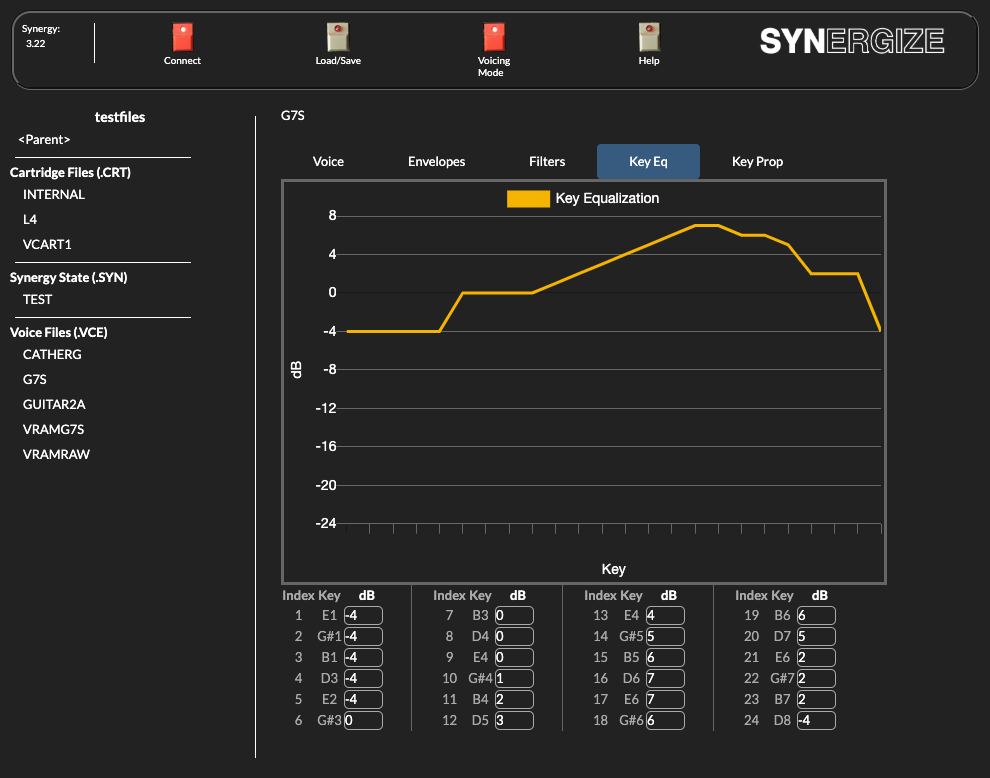 Synergy:
3.22
Connect
Load/Save
Voicing
Mode
Help
SYNERGIZE
testfiles
<Parent>
Cartridge Files (.CRT)
INTERNAL
L4
VCART1
Synergy State (.SYN)
TEST
Voice Files (.VCE)
CATHERG
G7S
GUITAR2A
VRAMG7S
VRAMRAW
G7S
Voice Envelopes Filters Key Eq Key Prop
Key Equalization
8
4
0
-4
-8
-12
-16
-20
-24
dB
Key
Index Key dB Index Key dB Index Key dB Index Key dB
1 E1 -4 7 B3 0 13 E4 4 19 B6 6
2 G#1 -4 8 D4 0 14 G#5 5 20 D7 5
3 B1 -4 9 E4 0 15 B5 6 21 E6 2
4 D3 -4 10 G#4 1 16 D6 7 22 G#7 2
5 E2 -4 11 B4 2 17 E6 7 23 B7 2
6 G#3 0 12 D5 3 18 G#6 6 24 D8 -4